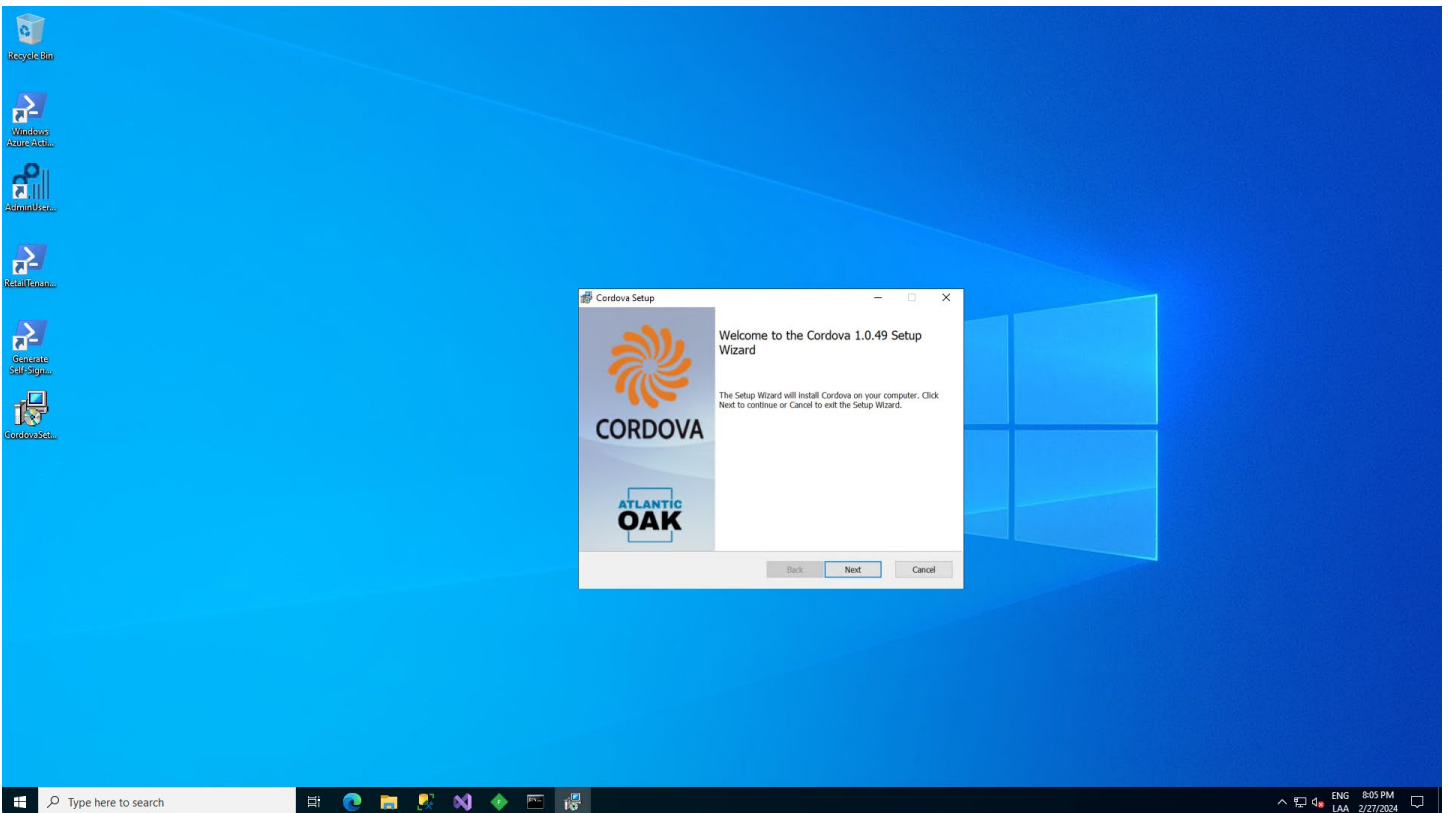 Recycle Bin
Windows
Azure Acti...
AdminUser...
RetailTenan...
Generate
Self-Sign...
CordovaSet...
Cordova Setup
CORDOVA
ATLANTIC
OAK
Welcome to the Cordova 1.0.49 Setup
Wizard
The Setup Wizard will install Cordova on your computer. Click
Next to continue or Cancel to exit the Setup Wizard.
Back
Next
Cancel
Type here to search
ENG
LAA
8:05 PM
2/27/2024